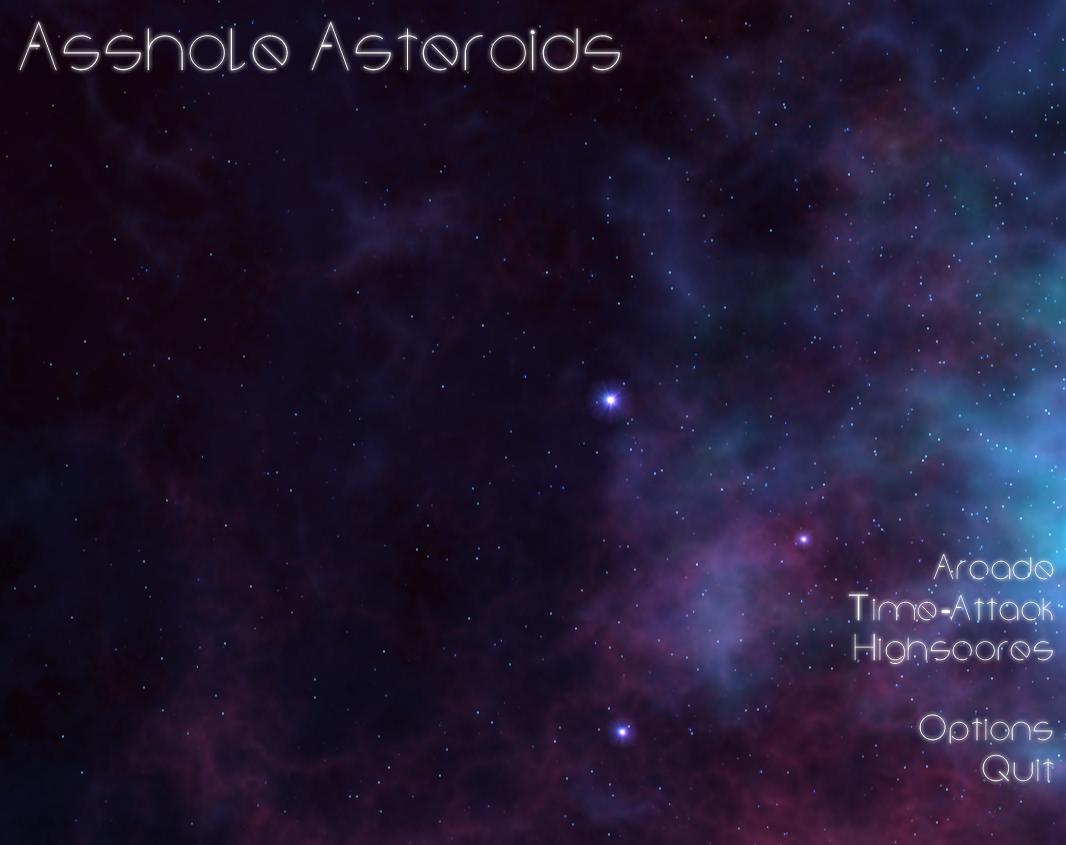 Asshole Asteroids
Arcade
Time-Attack
Highscores
Options
Quit